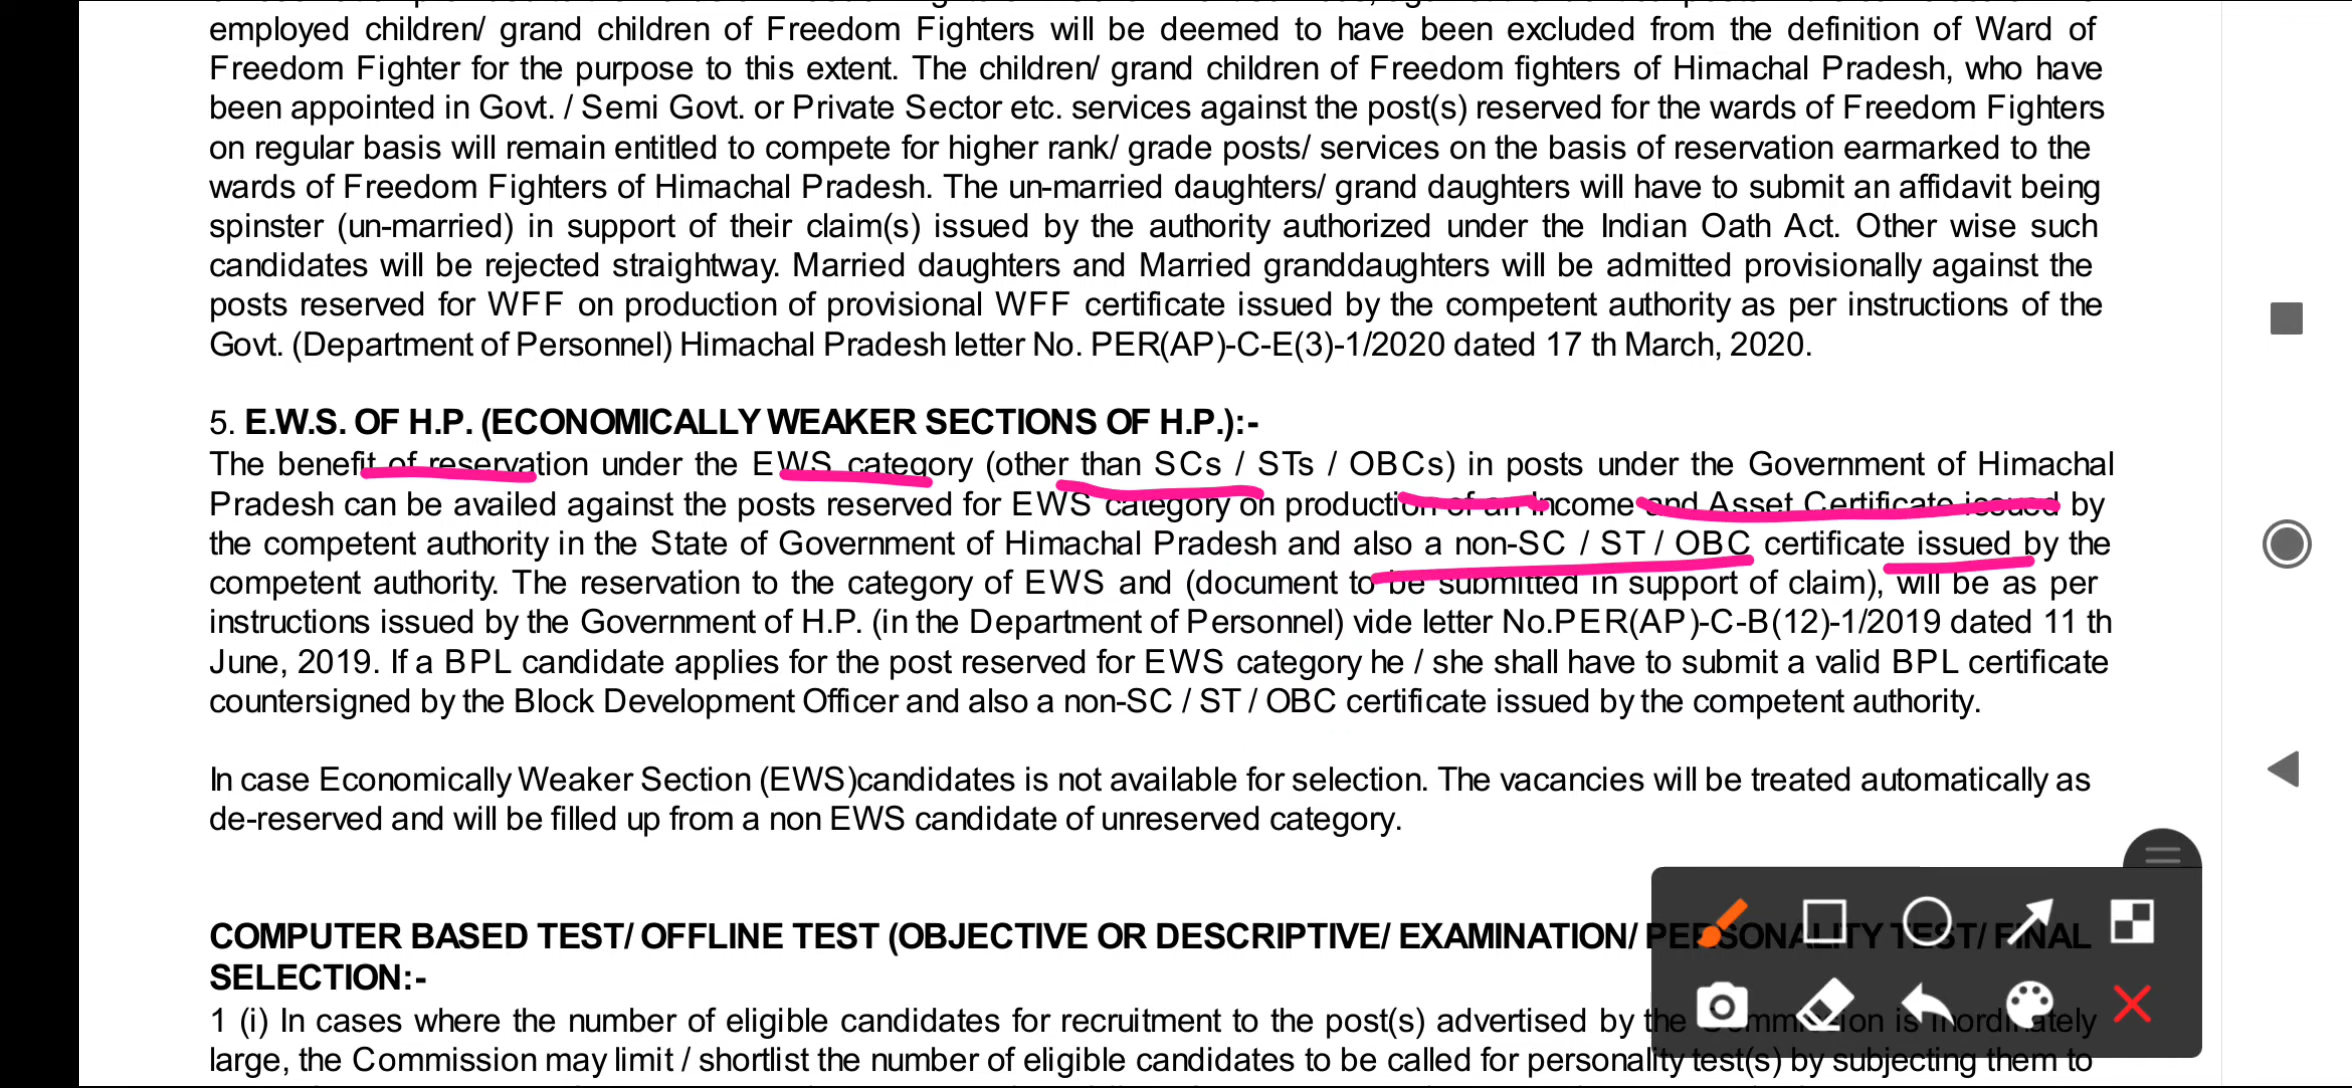 employed children/ grand children of Freedom Fighters will be deemed to have been excluded from the definition of Ward of
Freedom Fighter for the purpose to this extent. The children/ grand children of Freedom fighters of Himachal Pradesh, who have
been appointed in Govt. / Semi Govt. or Private Sector etc. services against the post(s) reserved for the wards of Freedom Fighters
on regular basis will remain entitled to compete for higher rank/ grade posts/ services on the basis of reservation earmarked to the
wards of Freedom Fighters of Himachal Pradesh. The un-married daughters/ grand daughters will have to submit an affidavit being
spinster (un-married) in support of their claim(s) issued by the authority authorized under the Indian Oath Act. Other wise such
candidates will be rejected straightway. Married daughters and Married granddaughters will be admitted provisionally against the
posts reserved for WFF on production of provisional WFF certificate issued by the competent authority as per instructions of the
Govt. (Department of Personnel) Himachal Pradesh letter No. PER(AP)-C-E(3)-1/2020 dated 17 th March, 2020.
5. E.W.S. OF H.P. (ECONOMICALLY WEAKER SECTIONS OF H.P.):-
The benefit of reservation under the EWS category (other than SCs / STs / OBCs) in posts under the Government of Himachal
Pradesh can be availed against the posts reserved for EWS category on production of an Income and Asset Certificate issued by
the competent authority in the State of Government of Himachal Pradesh and also a non-SC / ST / OBC certificate issued by the
competent authority. The reservation to the category of EWS and (document to be submitted in support of claim), will be as per
instructions issued by the Government of H.P. (in the Department of Personnel) vide letter No.PER(AP)-C-B(12)-1/2019 dated 11 th
June, 2019. If a BPL candidate applies for the post reserved for EWS category he / she shall have to submit a valid BPL certificate
countersigned by the Block Development Officer and also a non-SC / ST / OBC certificate issued by the competent authority.
In case Economically Weaker Section (EWS)candidates is not available for selection. The vacancies will be treated automatically as
de-reserved and will be filled up from a non EWS candidate of unreserved category.
COMPUTER BASED TEST/ OFFLINE TEST (OBJECTIVE OR DESCRIPTIVE/ EXAMINATION/ PERSONALITY TEST/ FINAL
SELECTION:-
1 (i) In cases where the number of eligible candidates for recruitment to the post(s) advertised by the Commission is inordinately
large, the Commission may limit / shortlist the number of eligible candidates to be called for personality test(s) by subjecting them to